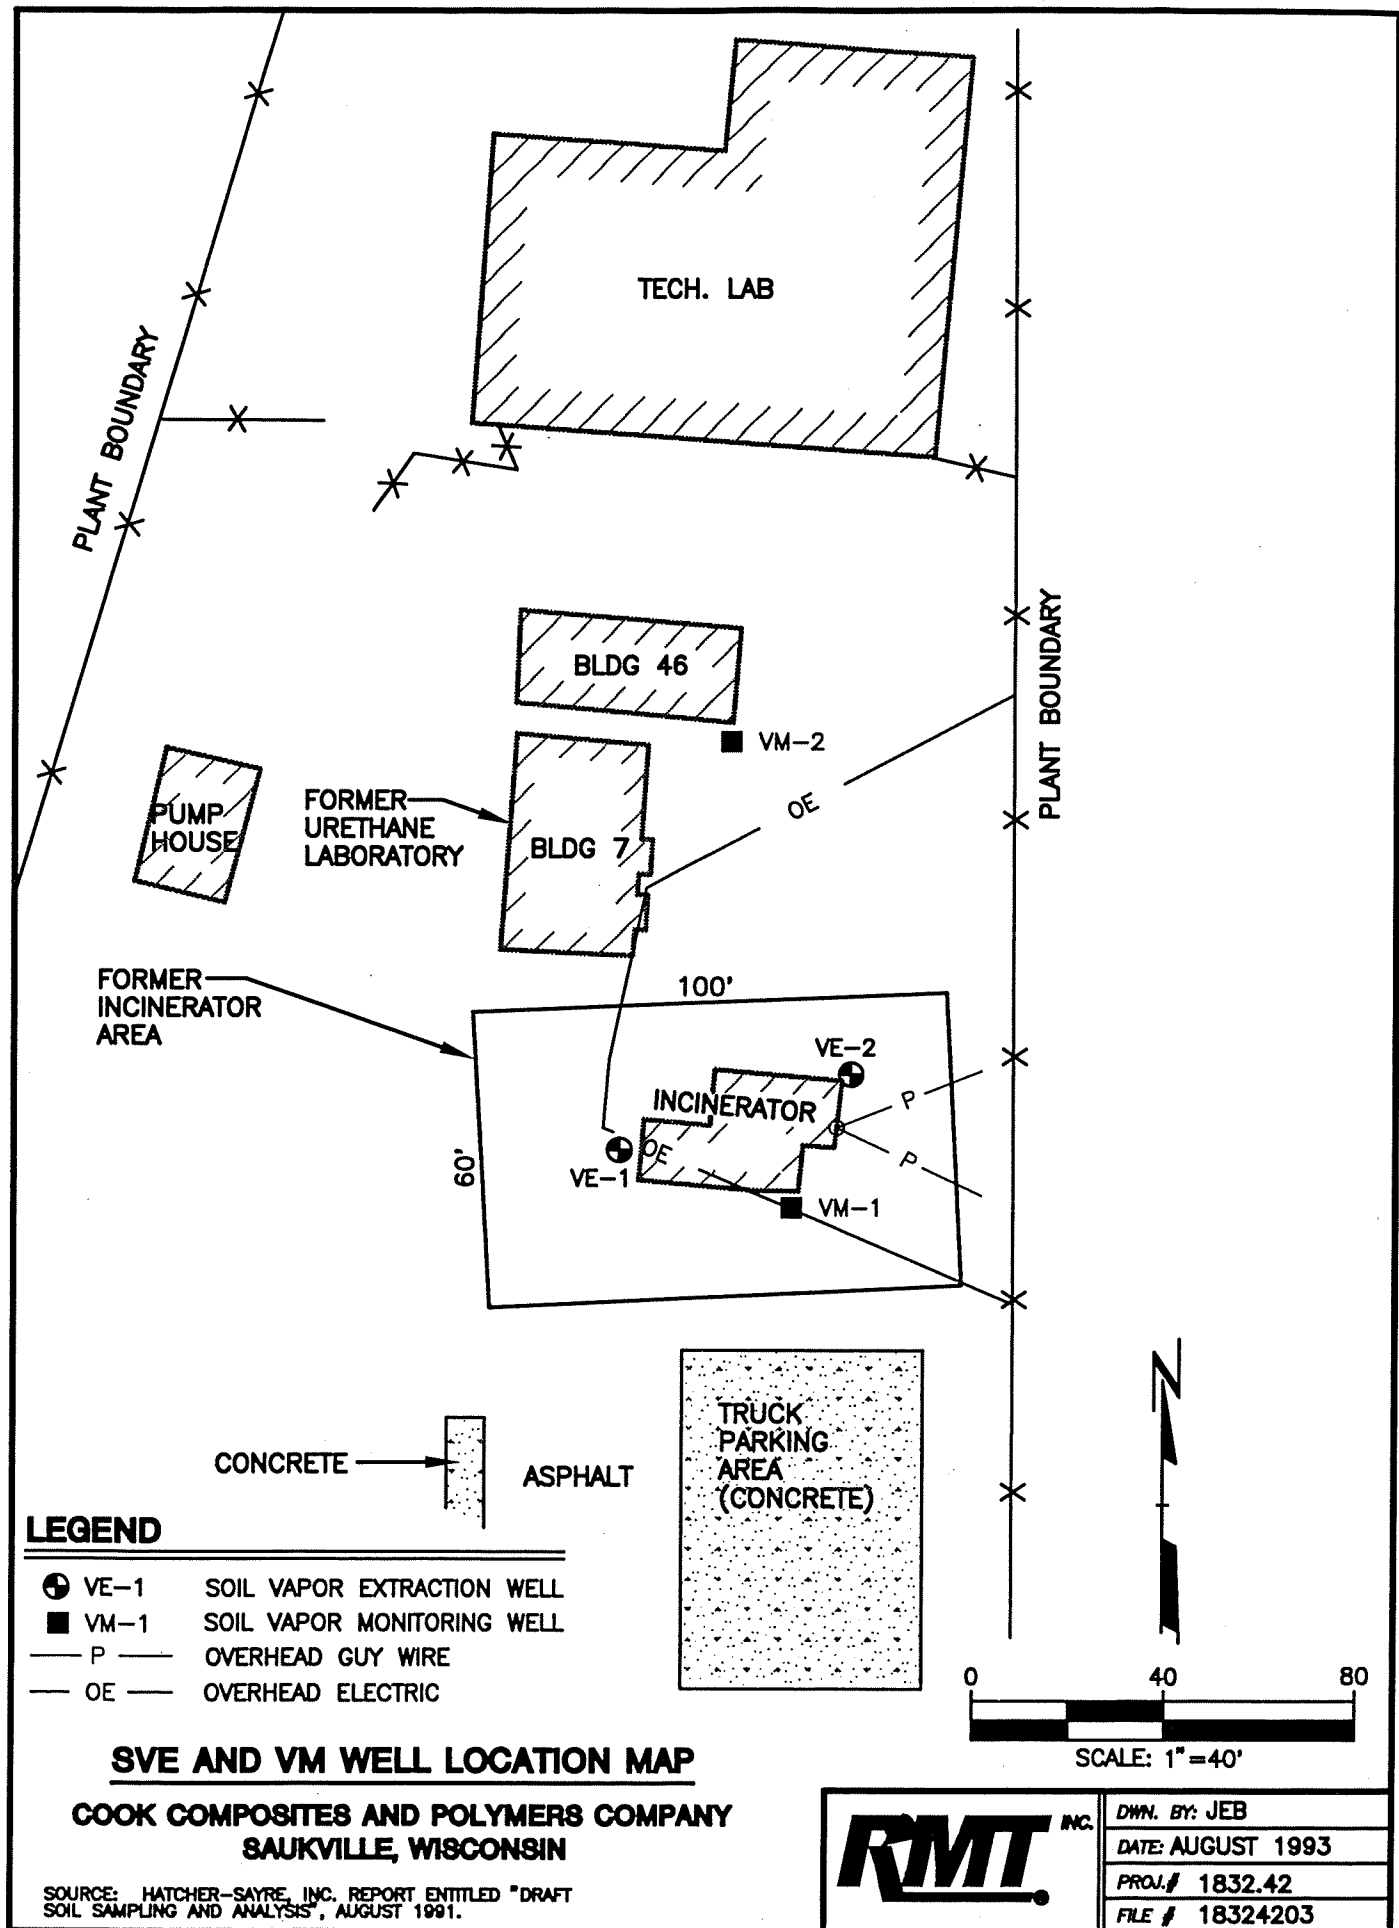 TECH. LAB
PLANT BOUNDARY
PLANT BOUNDARY
BLDG 46
VM-2
OE
PUMP
HOUSE
FORMER
URETHANE
LABORATORY
BLDG 7
FORMER
INCINERATOR
AREA
100'
60'
VE-2
INCINERATOR
P
P
OE
VE-1
VM-1
TRUCK
PARKING
AREA
(CONCRETE)
CONCRETE
ASPHALT
N
LEGEND
VE-1 SOIL VAPOR EXTRACTION WELL
VM-1 SOIL VAPOR MONITORING WELL
P OVERHEAD GUY WIRE
OE OVERHEAD ELECTRIC
0 40 80
SCALE: 1"=40'
SVE AND VM WELL LOCATION MAP
COOK COMPOSITES AND POLYMERS COMPANY
SAUKVILLE, WISCONSIN
SOURCE: HATCHER-SAYRE, INC. REPORT ENTITLED "DRAFT
SOIL SAMPLING AND ANALYSIS", AUGUST 1991.
RMT INC.
DWN. BY: JEB
DATE: AUGUST 1993
PROJ.# 1832.42
FILE # 18324203